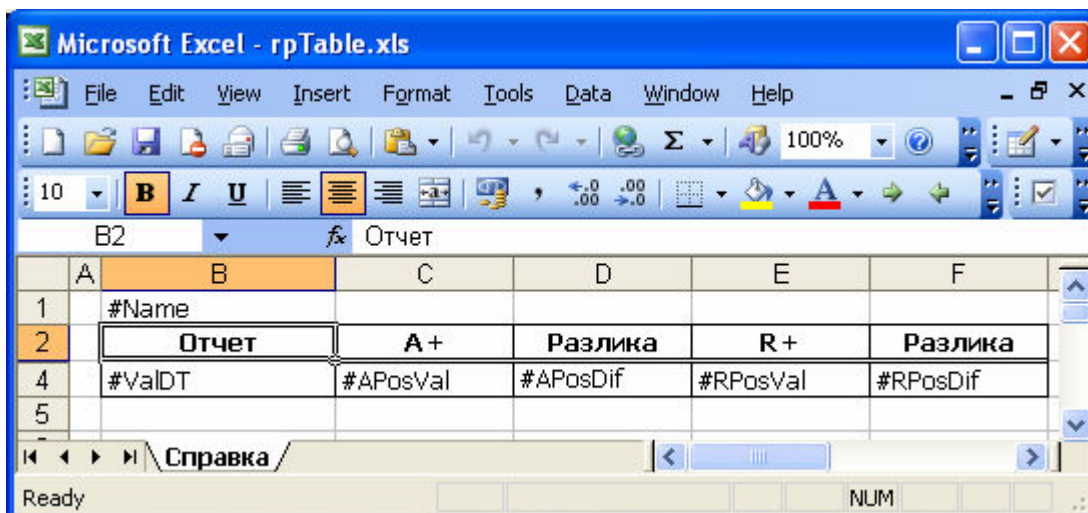 Microsoft Excel - rpTable.xls
File Edit View Insert Format Tools Data Window Help
100%
10 B I U A
B2 fx Отчет
A B C D E F
1 #Name
2 Отчет A+ Разлика R+ Разлика
4 #ValDT #APosVal #APosDif #RPosVal #RPosDif
5
Справка
Ready NUM